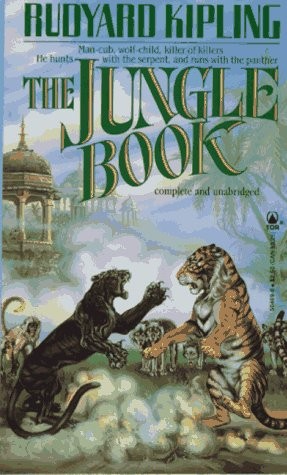 RUDYARD KIPLING
Man-cub, wolf-child, killer of killers
He hunts with the serpent, and runs with the panther
THE JUNGLE
BOOK
complete and unabridged
TOR